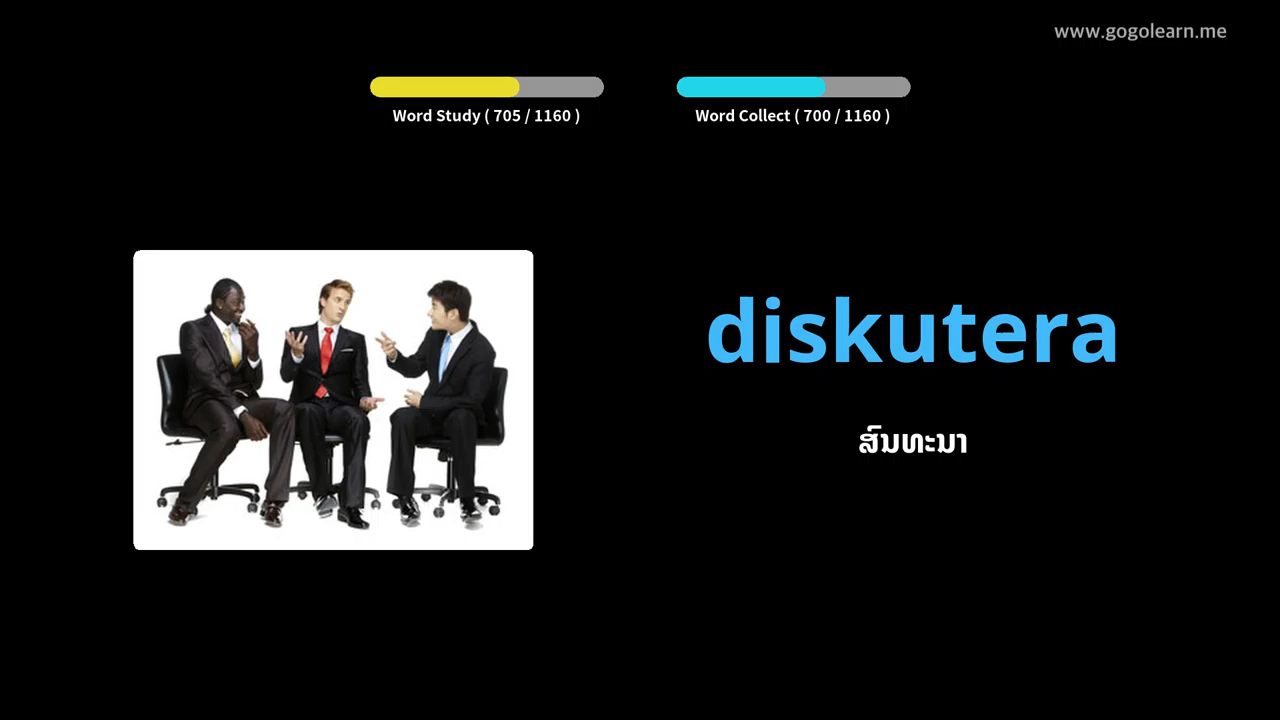 www.gogolearn.me
Word Study ( 705 / 1160 )
Word Collect ( 700 / 1160 )
diskutera
ສົນທະນາ